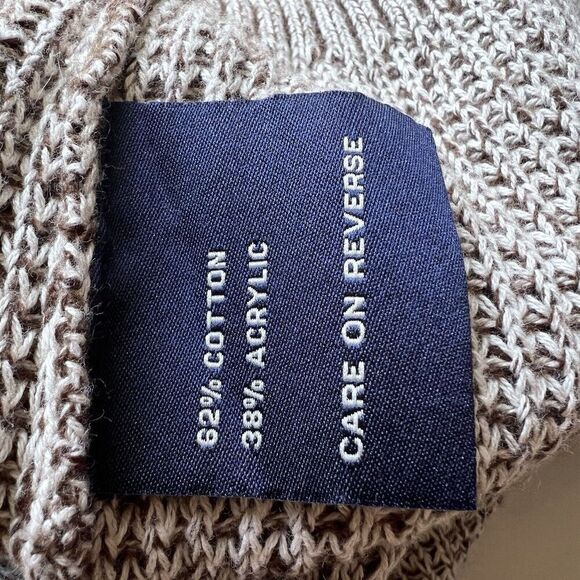 62% COTTON
38% ACRYLIC
CARE ON REVERSE